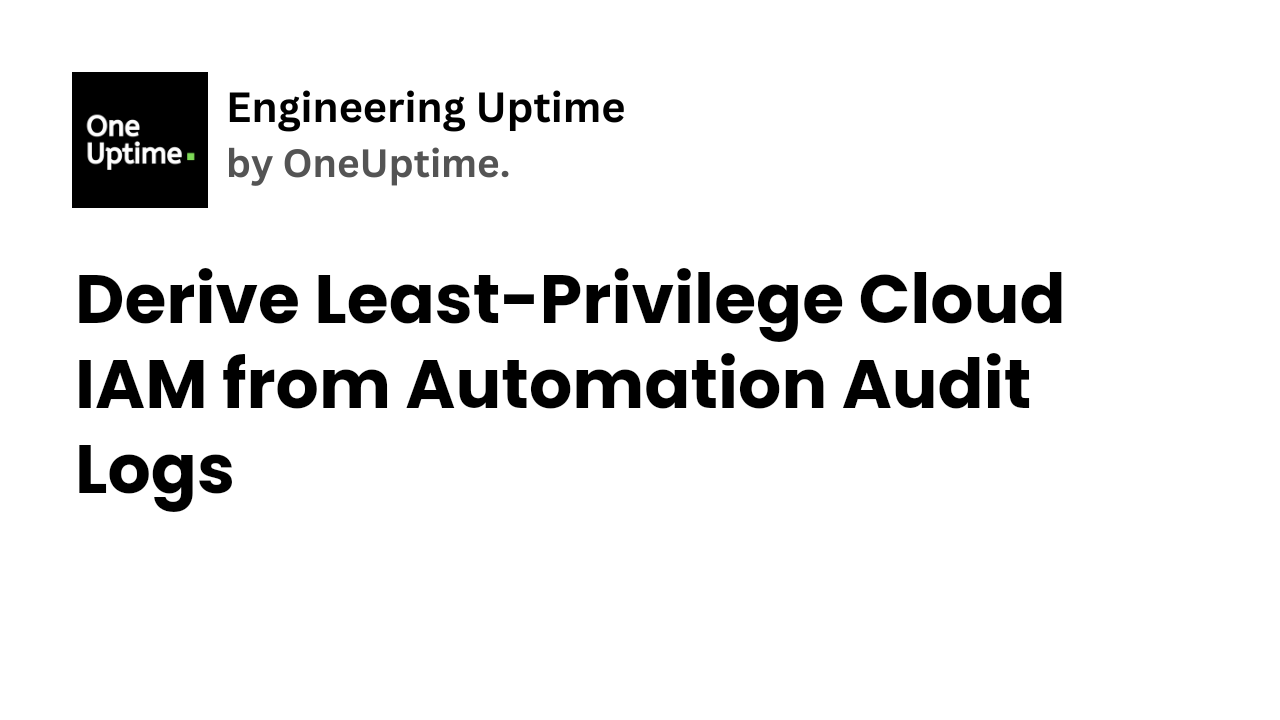 One
Uptime
Engineering Uptime
by OneUptime.
Derive Least-Privilege Cloud
IAM from Automation Audit
Logs